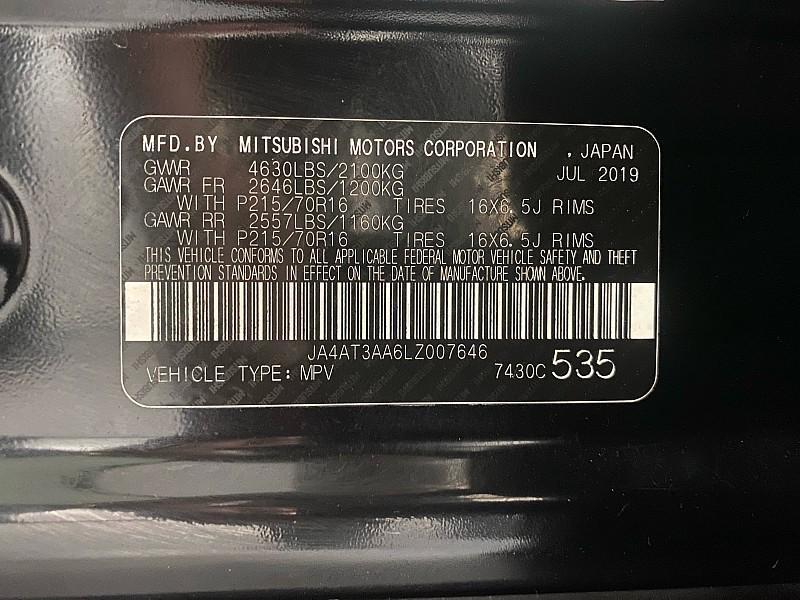 MFD.BY MITSUBISHI MOTORS CORPORATION , JAPAN
GVWR 4630LBS/2100KG JUL 2019
GAWR FR 2646LBS/1200KG
WITH P215/70R16 TIRES 16X6.5J RIMS
GAWR RR 2557LBS/1160KG
WITH P215/70R16 TIRES 16X6.5J RIMS
THIS VEHICLE CONFORMS TO ALL APPLICABLE FEDERAL MOTOR VEHICLE SAFETY AND THEFT
PREVENTION STANDARDS IN EFFECT ON THE DATE OF MANUFACTURE SHOWN ABOVE.
JA4AT3AA6LZ007646
VEHICLE TYPE: MPV 7430C 535